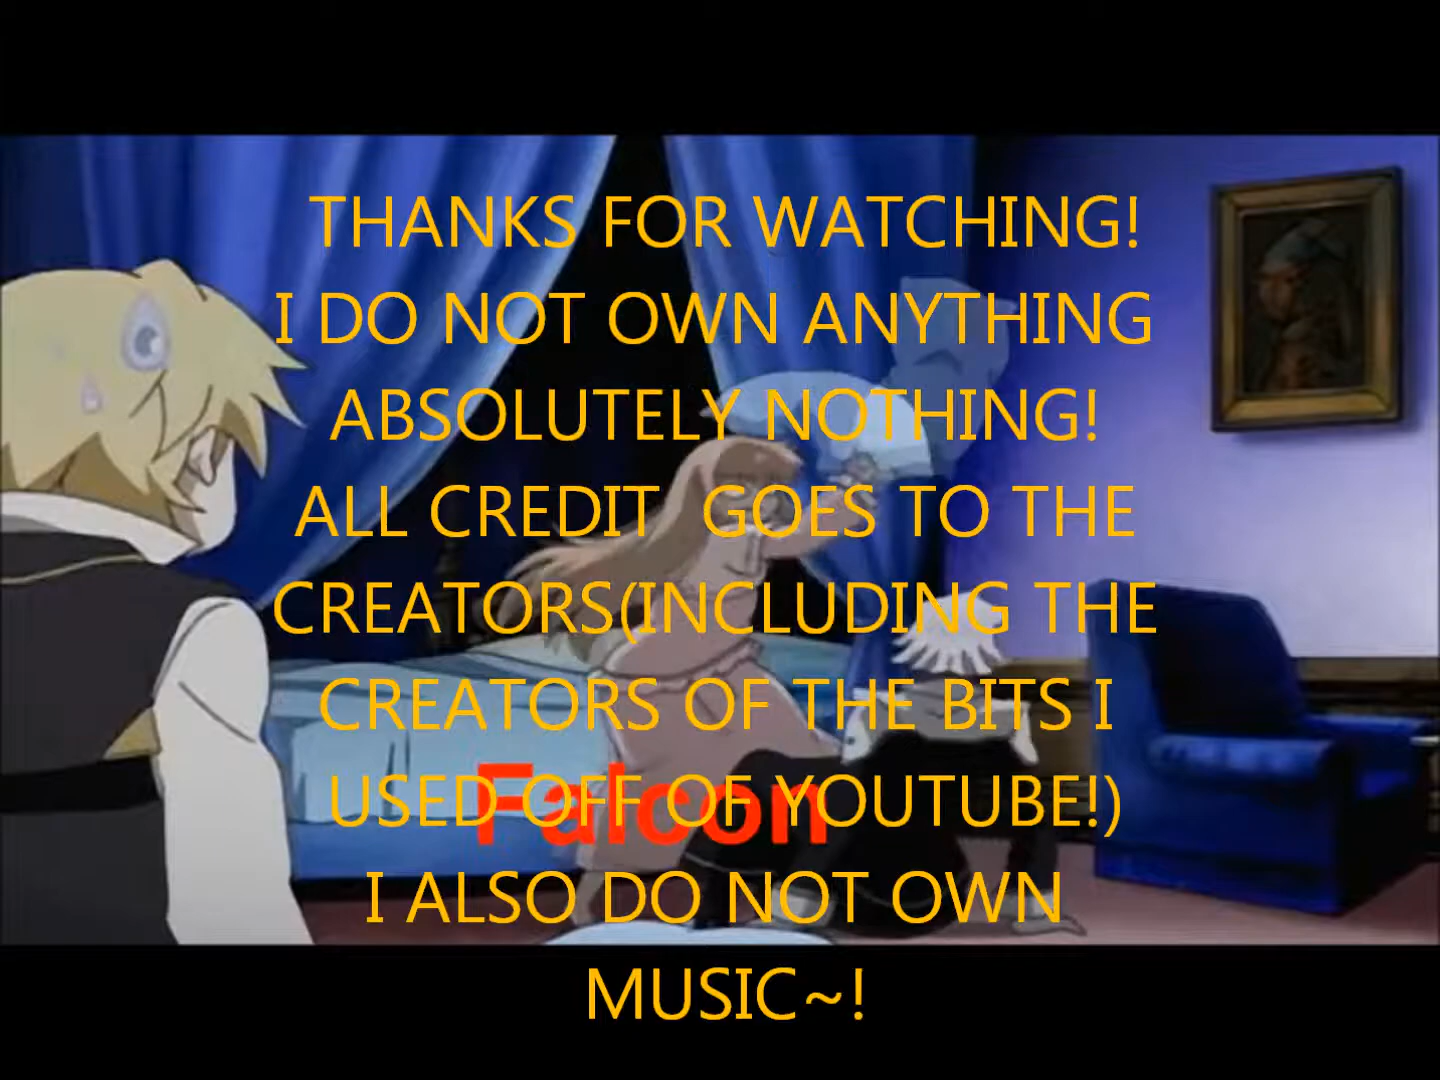 THANKS FOR WATCHING!
I DO NOT OWN ANYTHING
ABSOLUTELY NOTHING!
ALL CREDIT  GOES TO THE
CREATORS(INCLUDING THE
CREATORS OF THE BITS I
USED OFF OF YOUTUBE!)
Falcon
I ALSO DO NOT OWN
MUSIC~!